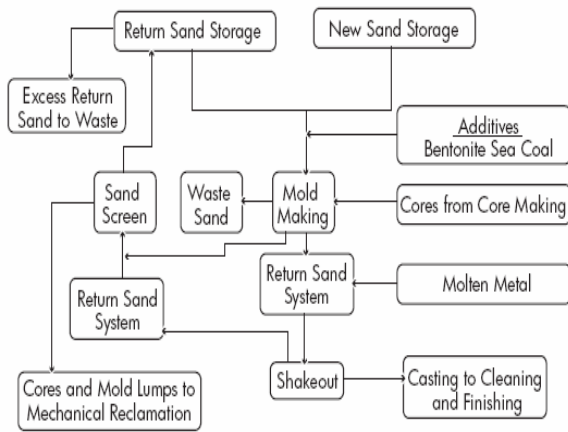 Return Sand Storage
New Sand Storage
Excess Return
Sand to Waste
Additives
Bentonite Sea Coal
Sand
Screen
Waste
Sand
Mold
Making
Cores from Core Making
Return Sand
System
Return Sand
System
Molten Metal
Cores and Mold Lumps to
Mechanical Reclamation
Shakeout
Casting to Cleaning
and Finishing